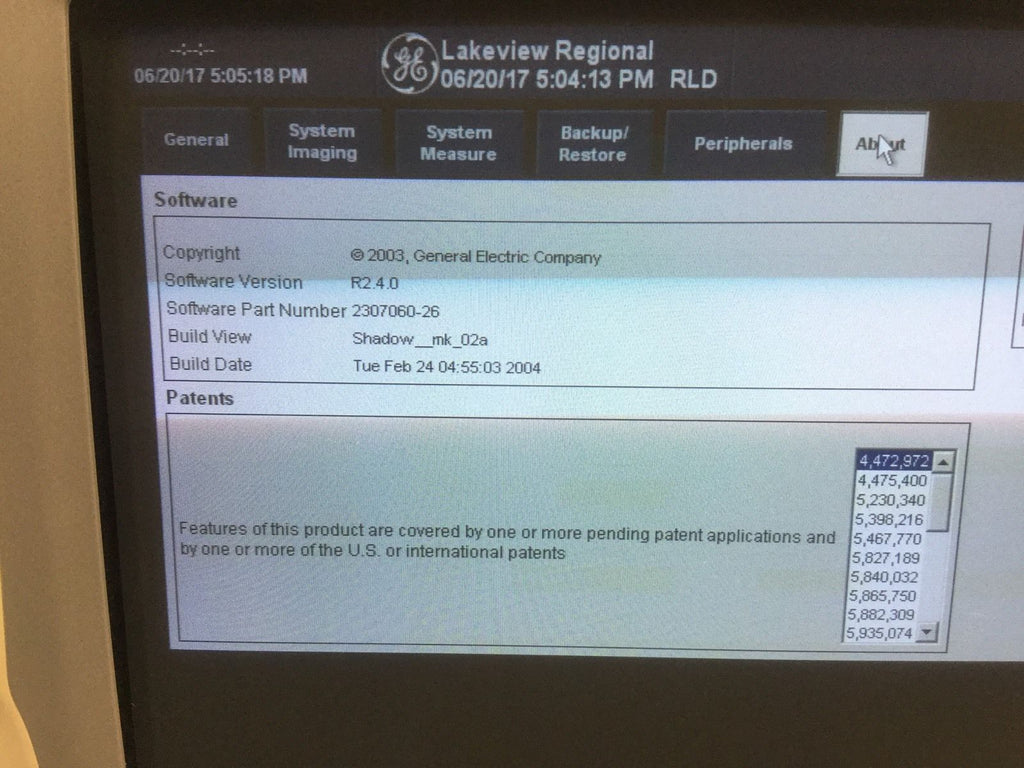 --:--:--
Lakeview Regional
06/20/17 5:05:18 PM
GE
06/20/17 5:04:13 PM RLD
General
System
Imaging
System
Measure
Backup/
Restore
Peripherals
About
Software
Copyright © 2003, General Electric Company
Software Version R2.4.0
Software Part Number 2307060-26
Build View Shadow__mk_02a
Build Date Tue Feb 24 04:55:03 2004
Patents
Features of this product are covered by one or more pending patent applications and
by one or more of the U.S. or international patents
4,472,972
4,475,400
5,230,340
5,398,216
5,467,770
5,827,189
5,840,032
5,865,750
5,882,309
5,935,074